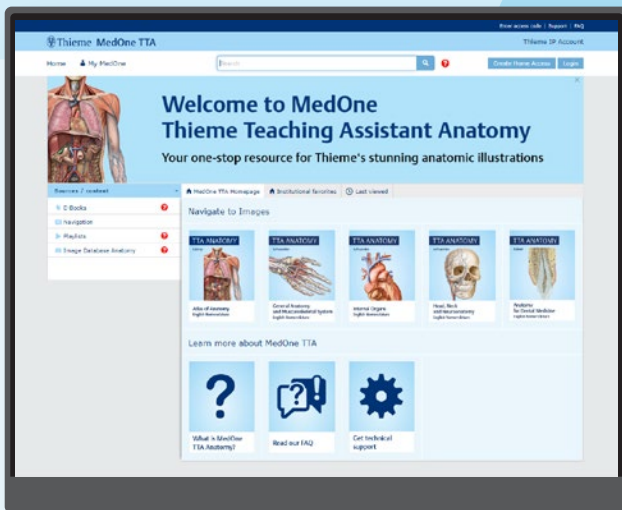 Enter access code | Support | FAQ
Thieme MedOne TTA
Thieme IP Account
Home
My MedOne
Search
?
Create Home Access
Login
Welcome to MedOne
Thieme Teaching Assistant Anatomy
Your one-stop resource for Thieme's stunning anatomic illustrations
Sources / content
E-Books
?
Navigation
Playlists
?
Image Database Anatomy
?
MedOne TTA Homepage
Institutional favorites
Last viewed
Navigate to Images
TTA ANATOMY
Atlas of Anatomy
TTA ANATOMY
General Anatomy
and Musculoskeletal System
TTA ANATOMY
Internal Organs
TTA ANATOMY
Head, Neck
and Neuroanatomy
TTA ANATOMY
Anatomy
for Dental Medicine
Learn more about MedOne TTA
?
What is MedOne
TTA Anatomy?
?
Read our FAQ
Get technical
support